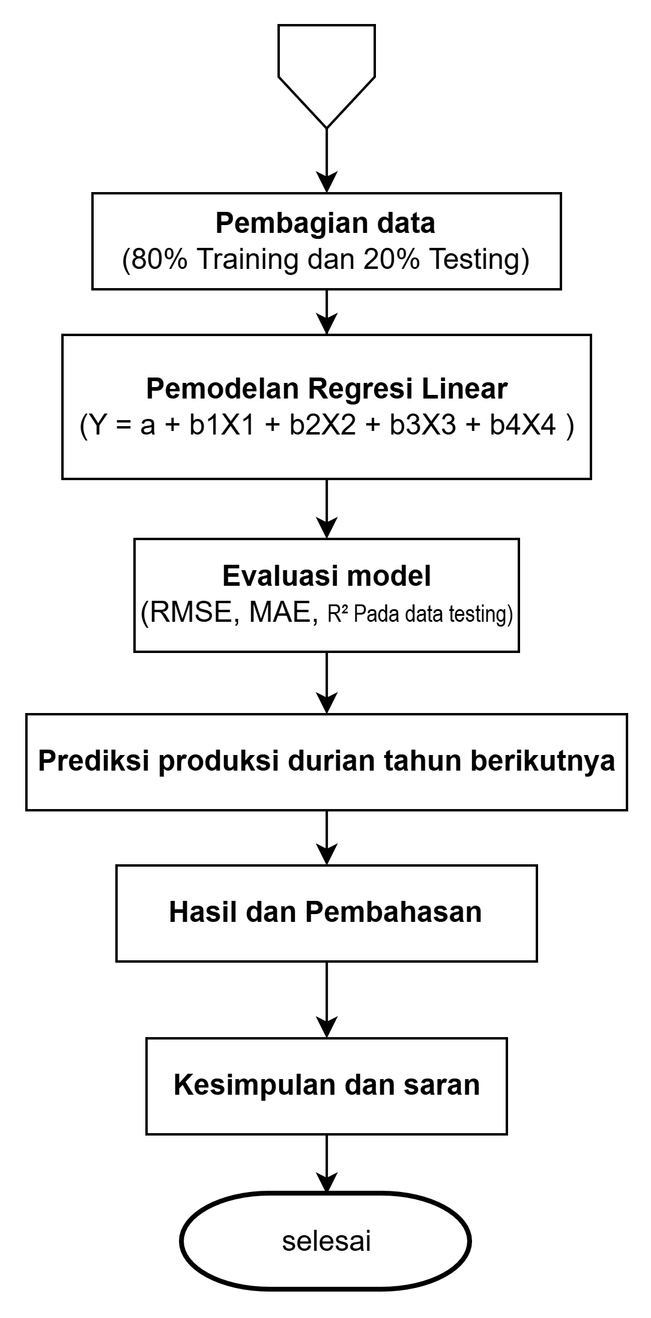 Pembagian data
(80% Training dan 20% Testing)
Pemodelan Regresi Linear
(Y = a + b1X1 + b2X2 + b3X3 + b4X4 )
Evaluasi model
(RMSE, MAE, R² Pada data testing)
Prediksi produksi durian tahun berikutnya
Hasil dan Pembahasan
Kesimpulan dan saran
selesai